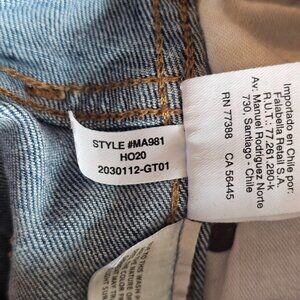 STYLE #MA981
HO20
2030112-GT01
Importado en Chile por:
Falabella Retail S.A.
R.U.T.: 77.261.280-k
Av: Manuel Rodríguez Norte
730, Santiago - Chile
RN 77388 CA 56445